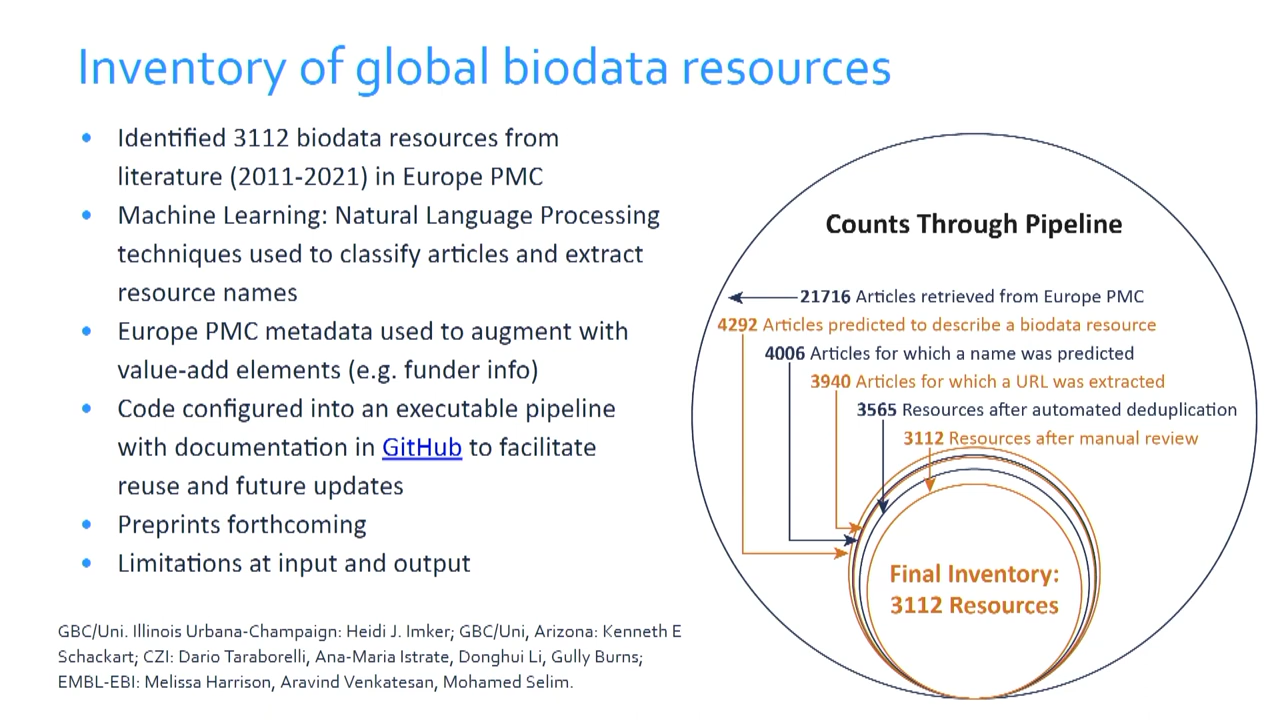 Inventory of global biodata resources
• Identified 3112 biodata resources from
literature (2011-2021) in Europe PMC
• Machine Learning: Natural Language Processing
techniques used to classify articles and extract
resource names
• Europe PMC metadata used to augment with
value-add elements (e.g. funder info)
• Code configured into an executable pipeline
with documentation in GitHub to facilitate
reuse and future updates
• Preprints forthcoming
• Limitations at input and output
GBC/Uni. Illinois Urbana-Champaign: Heidi J. Imker; GBC/Uni, Arizona: Kenneth E
Schackart; CZI: Dario Taraborelli, Ana-Maria Istrate, Donghui Li, Gully Burns;
EMBL-EBI: Melissa Harrison, Aravind Venkatesan, Mohamed Selim.
Counts Through Pipeline
21716 Articles retrieved from Europe PMC
4292 Articles predicted to describe a biodata resource
4006 Articles for which a name was predicted
3940 Articles for which a URL was extracted
3565 Resources after automated deduplication
3112 Resources after manual review
Final Inventory:
3112 Resources